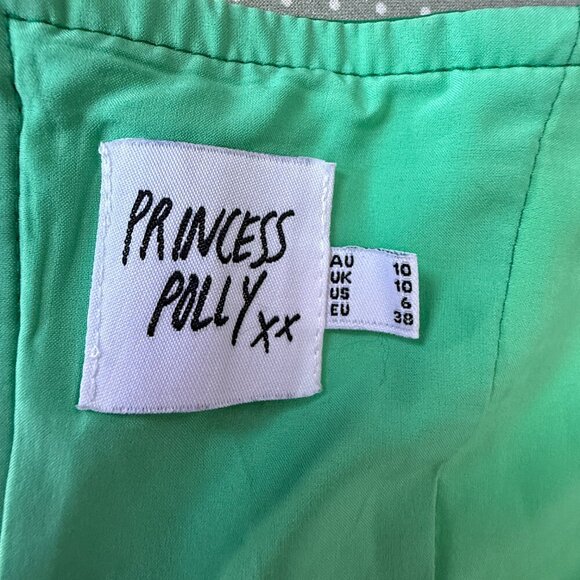 PRINCESS
POLLY xx
AU 10
UK 10
US 6
EU 38